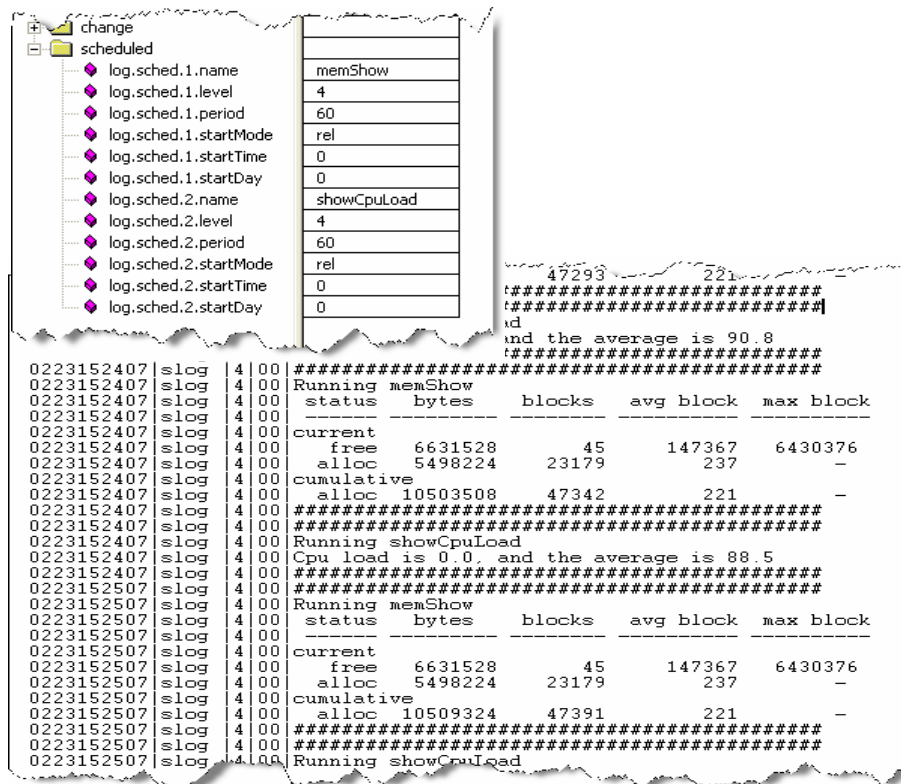 change
scheduled
log.sched.1.name memShow
log.sched.1.level 4
log.sched.1.period 60
log.sched.1.startMode rel
log.sched.1.startTime 0
log.sched.1.startDay 0
log.sched.2.name showCpuLoad
log.sched.2.level 4
log.sched.2.period 60
log.sched.2.startMode rel
log.sched.2.startTime 0
log.sched.2.startDay 0
47293 221 -
###########################
###########################
ad
and the average is 90.8
###########################
0223152407|slog |4|00|#############################################
0223152407|slog |4|00|Running memShow
0223152407|slog |4|00| status bytes blocks avg block max block
0223152407|slog |4|00| ------ --------- -------- ---------- ----------
0223152407|slog |4|00|current
0223152407|slog |4|00| free 6631528 45 147367 6430376
0223152407|slog |4|00| alloc 5498224 23179 237 -
0223152407|slog |4|00|cumulative
0223152407|slog |4|00| alloc 10503508 47342 221 -
0223152407|slog |4|00|#############################################
0223152407|slog |4|00|#############################################
0223152407|slog |4|00|Running showCpuLoad
0223152407|slog |4|00|Cpu load is 0.0, and the average is 88.5
0223152407|slog |4|00|#############################################
0223152507|slog |4|00|#############################################
0223152507|slog |4|00|Running memShow
0223152507|slog |4|00| status bytes blocks avg block max block
0223152507|slog |4|00| ------ --------- -------- ---------- ----------
0223152507|slog |4|00|current
0223152507|slog |4|00| free 6631528 45 147367 6430376
0223152507|slog |4|00| alloc 5498224 23179 237 -
0223152507|slog |4|00|cumulative
0223152507|slog |4|00| alloc 10509324 47391 221 -
0223152507|slog |4|00|#############################################
0223152507|slog |4|00|#############################################
0223152507|slog |4|00|Running showCpuLoad